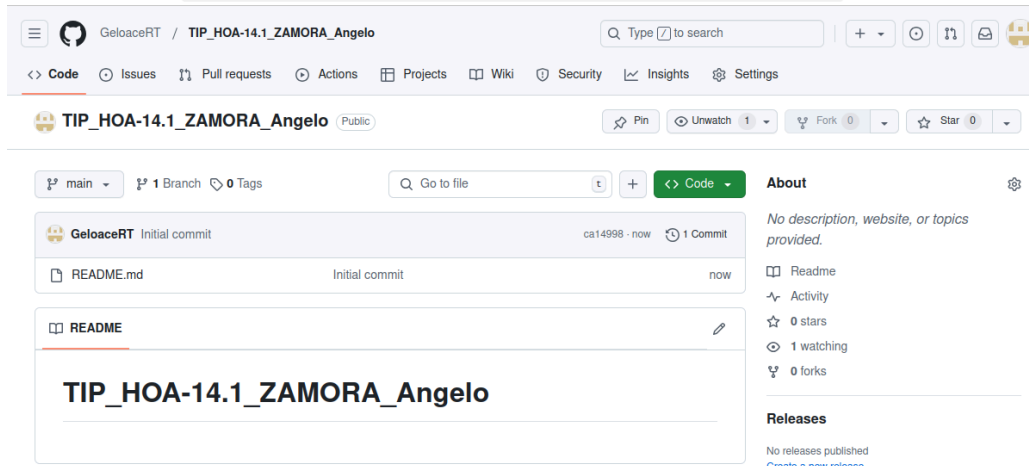 GeloaceRT / TIP_HOA-14.1_ZAMORA_Angelo
Type / to search
Code Issues Pull requests Actions Projects Wiki Security Insights Settings
TIP_HOA-14.1_ZAMORA_Angelo Public
Pin Unwatch 1 Fork 0 Star 0
main 1 Branch 0 Tags Go to file t Code
GeloaceRT Initial commit ca14998 · now 1 Commit
README.md Initial commit now
README
TIP_HOA-14.1_ZAMORA_Angelo
About
No description, website, or topics
provided.
Readme
Activity
0 stars
1 watching
0 forks
Releases
No releases published
Create a new release